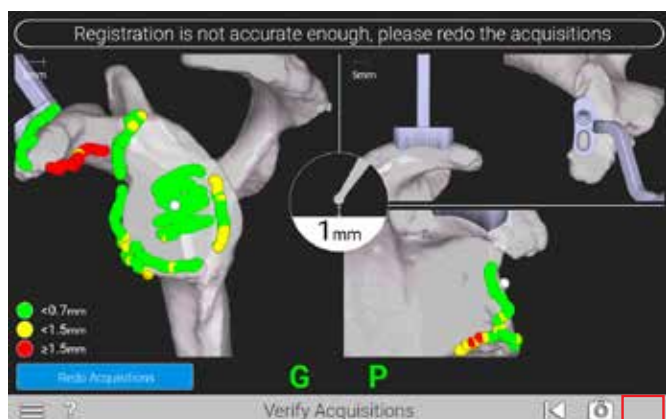 Registration is not accurate enough, please redo the acquisitions
5mm
1mm
<0.7mm
<1.5mm
≥1.5mm
Redo Acquisitions
G P
? Verify Acquisitions